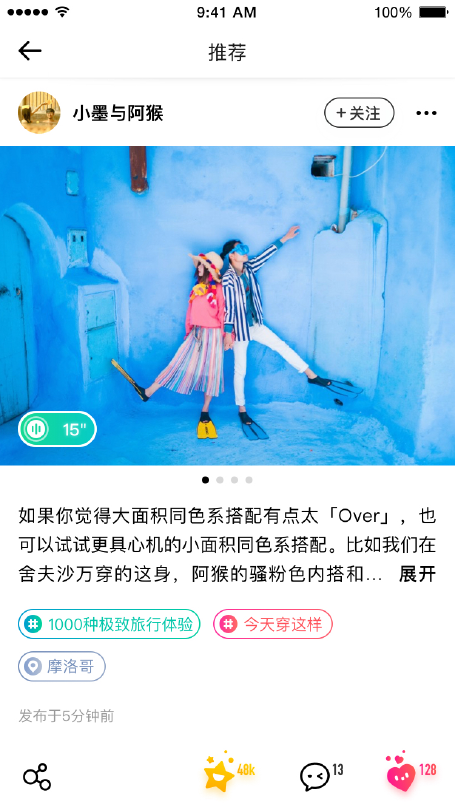 9:41 AM
100%
推荐
小墨与阿猴
+关注
15"
如果你觉得大面积同色系搭配有点太「Over」，也
可以试试更具心机的小面积同色系搭配。比如我们在
舍夫沙万穿的这身，阿猴的骚粉色内搭和... 展开
# 1000种极致旅行体验
# 今天穿这样
摩洛哥
发布于5分钟前
48k
13
128